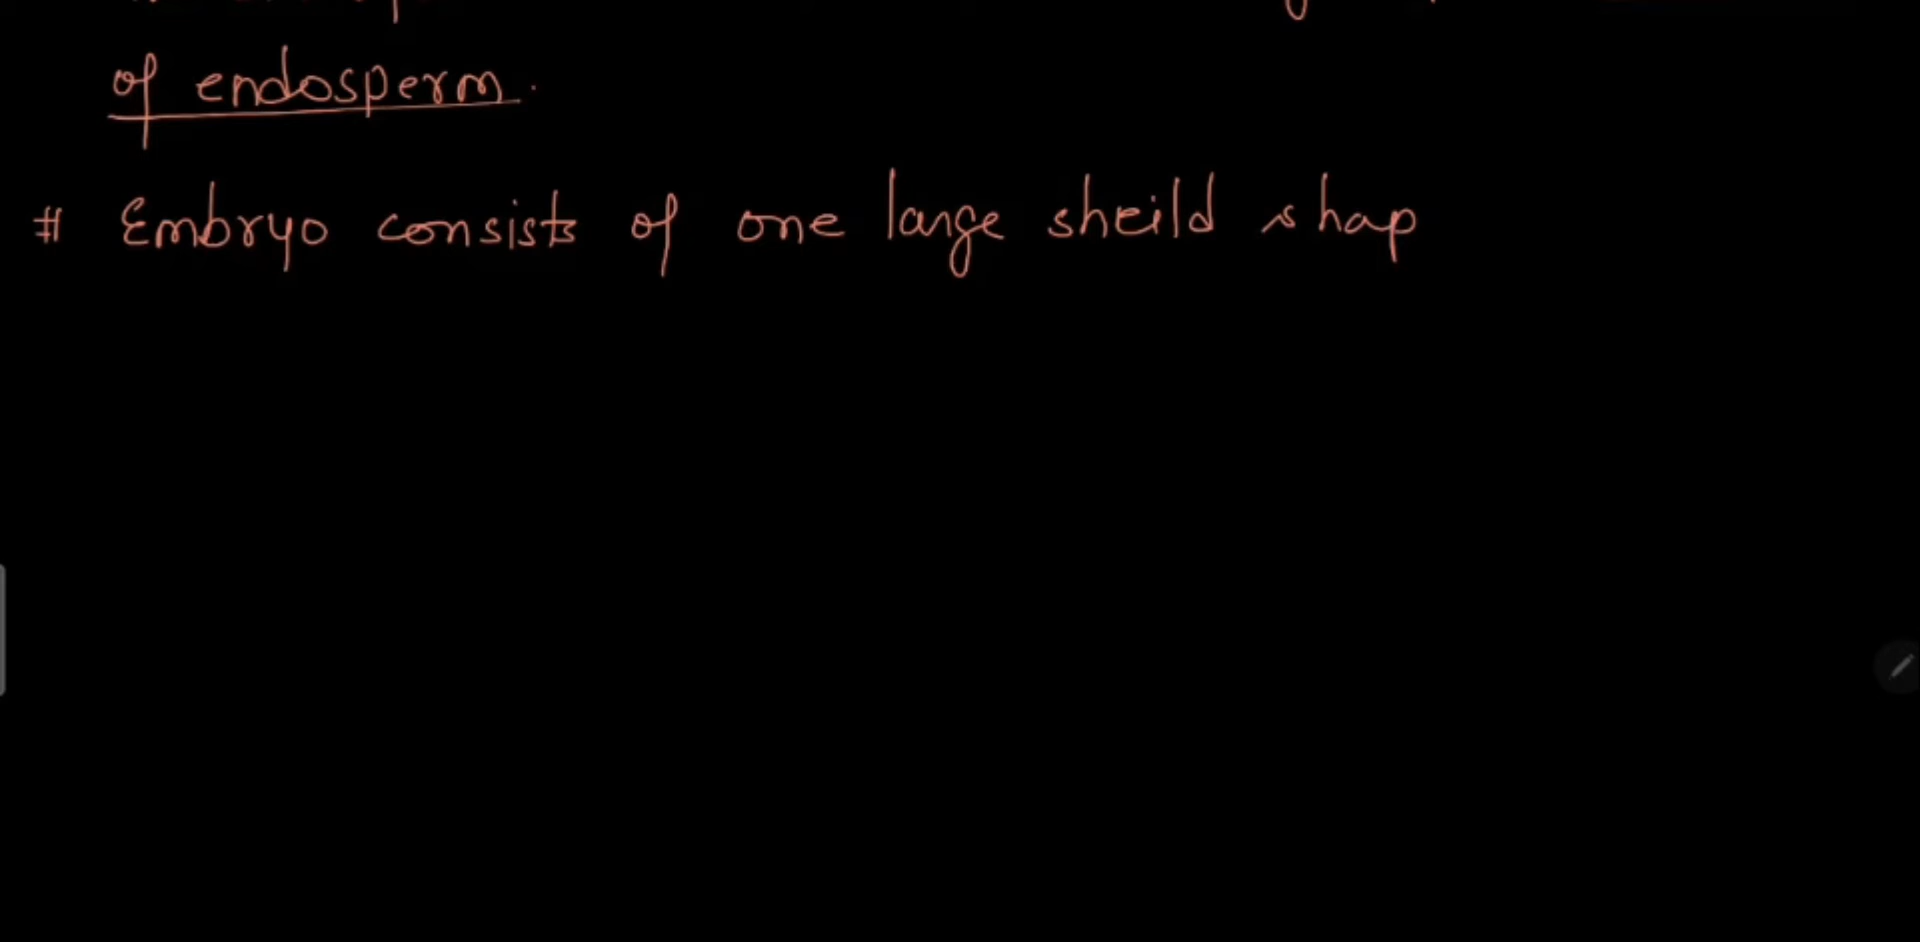 of endosperm.
# Embryo consists of one large sheild shap